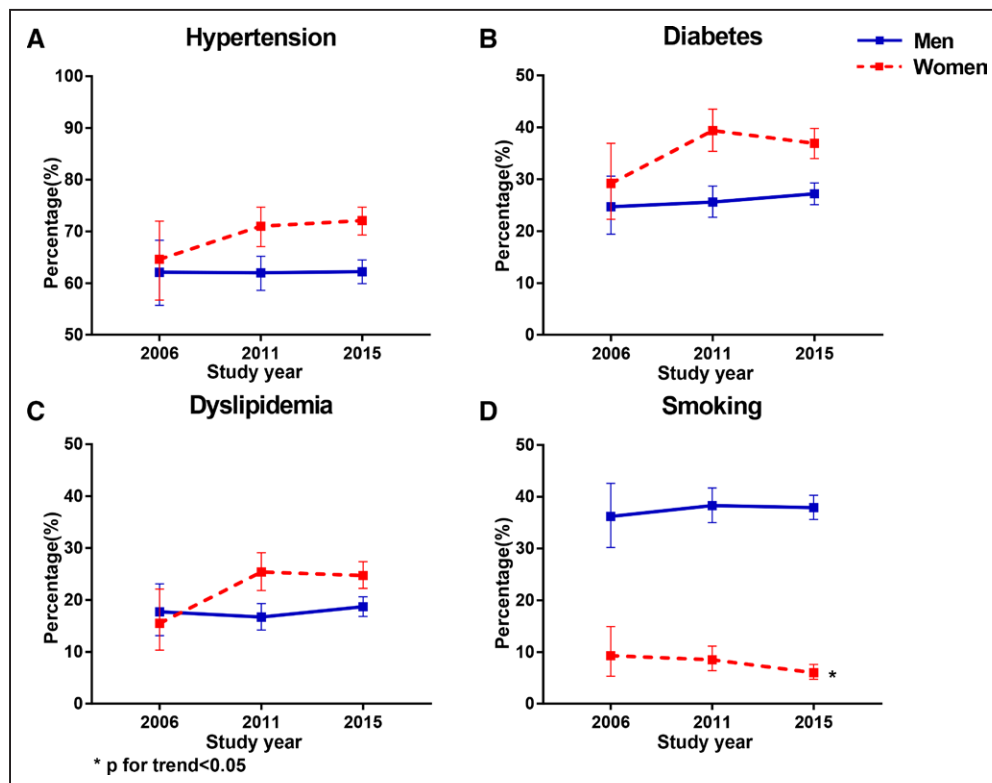 A
Hypertension
Percentage(%)
100
90
80
70
60
50
2006
2011
2015
Study year
B
Diabetes
Percentage(%)
50
40
30
20
10
0
2006
2011
2015
Study year
Men
Women
C
Dyslipidemia
Percentage(%)
50
40
30
20
10
0
2006
2011
2015
Study year
* p for trend<0.05
D
Smoking
Percentage(%)
50
40
30
20
10
0
*
2006
2011
2015
Study year